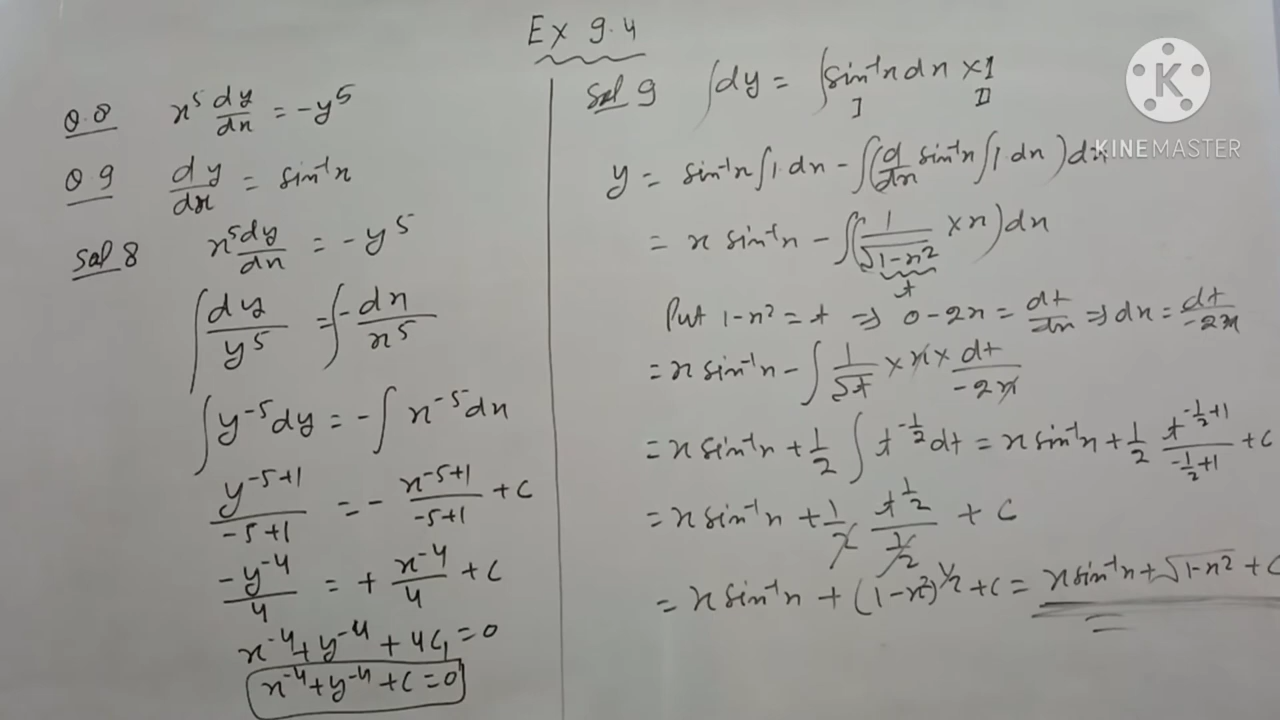 Ex 9.4
Q.8 x⁵ dy/dx = -y⁵
Q.9 dy/dx = sin⁻¹x
Sol 8 x⁵dy/dx = -y⁵
∫ dy/y⁵ = ∫ -dx/x⁵
∫ y⁻⁵dy = -∫ x⁻⁵dx
y⁻⁵⁺¹/-5+1 = - x⁻⁵⁺¹/-5+1 + C
-y⁻⁴/4 = + x⁻⁴/4 + C
x⁻⁴ + y⁻⁴ + 4C₁ = 0
x⁻⁴ + y⁻⁴ + C = 0
Sol 9 ∫dy = ∫sin⁻¹x dx × 1
I II
y = sin⁻¹x ∫1.dx - ∫(d/dx sin⁻¹x ∫1 dx)dx
= x sin⁻¹x - ∫(1/√1-x² × x)dx
t
Put 1-x² = t ⇒ 0-2x = dt/dx ⇒ dx = dt/-2x
= x sin⁻¹x - ∫ 1/√t × x × dt/-2x
= x sin⁻¹x + 1/2 ∫ t^-1/2 dt = x sin⁻¹x + 1/2 t^-1/2+1/-1/2+1 + C
= x sin⁻¹x + 1/2 t^1/2/1/2 + C
= x sin⁻¹x + (1-x²)^1/2 + C = x sin⁻¹x + √1-x² + C
K
KINEMASTER